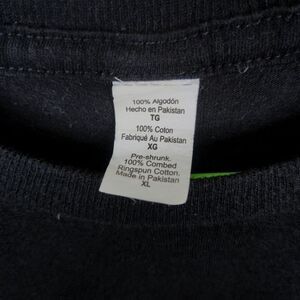 100% Algodón
Hecho en Pakistan
TG
100% Coton
Fabriqué Au Pakistan
XG
Pre-shrunk.
100% Combed
Ringspun Cotton.
Made in Pakistan
XL